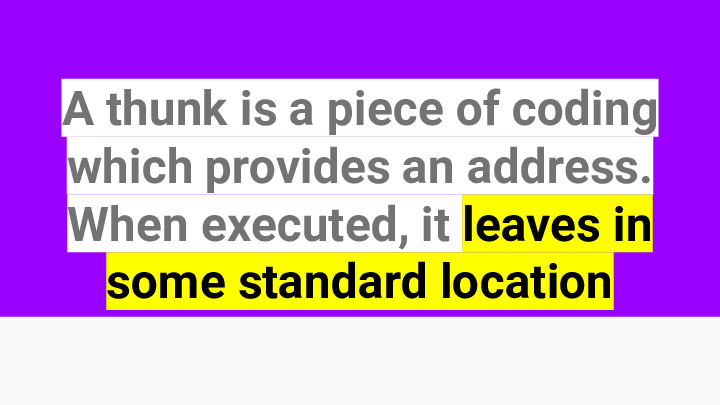 A thunk is a piece of coding
which provides an address.
When executed, it leaves in
some standard location